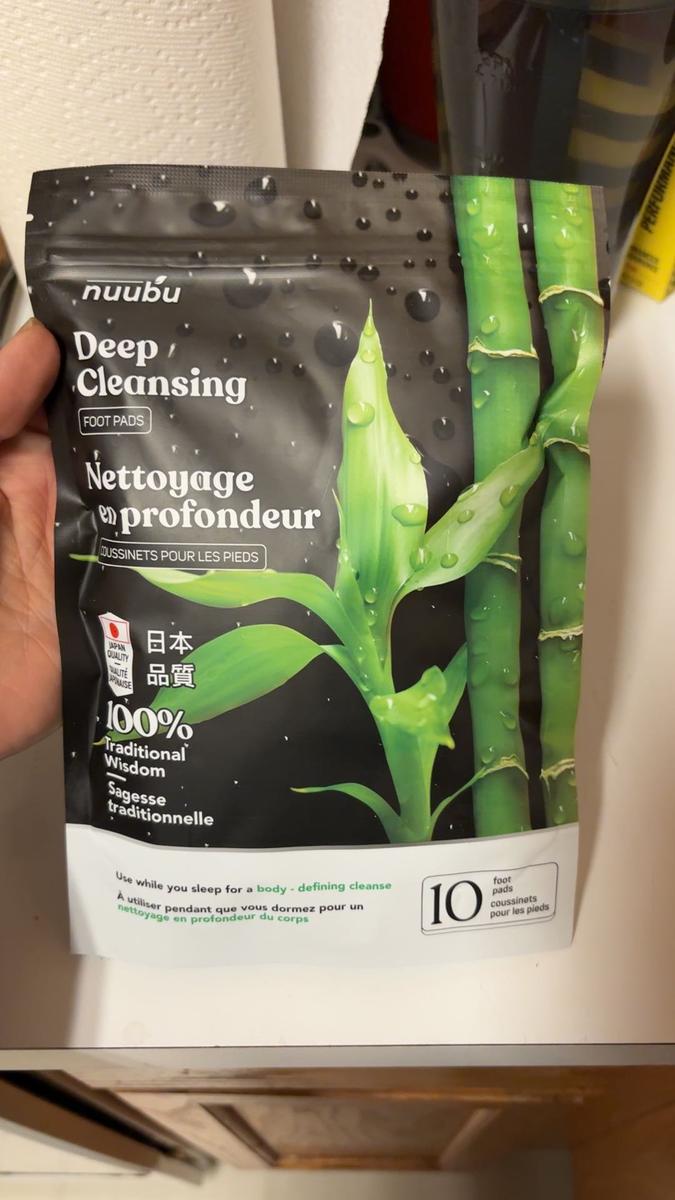 nuubu
Deep
Cleansing
FOOT PADS
Nettoyage
en profondeur
COUSSINETS POUR LES PIEDS
JAPAN
QUALITY
QUALITÉ
JAPONAISE
日本
品質
100%
Traditional
Wisdom
Sagesse
traditionnelle
Use while you sleep for a body - defining cleanse
À utiliser pendant que vous dormez pour un
nettoyage en profondeur du corps
10
foot
pads
coussinets
pour les pieds